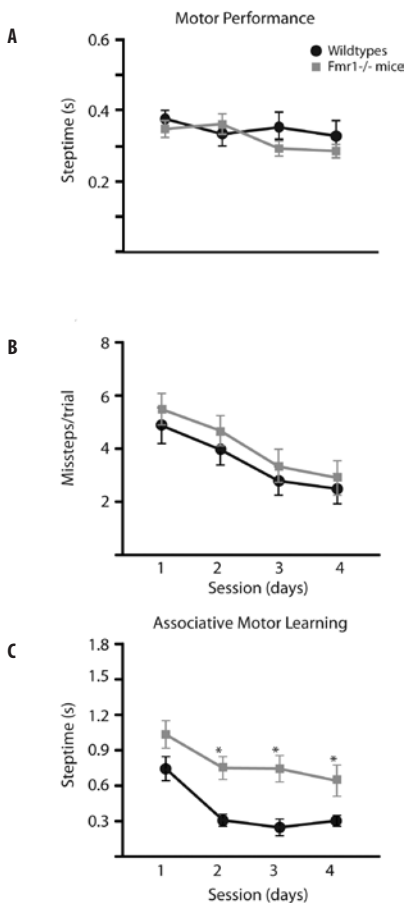 Motor Performance
A
0.6
Wildtypes
Fmr1-/- mice
Steptime (s)
0.4
0.2
B
8
Missteps/trial
6
4
2
1 2 3 4
Session (days)
Associative Motor Learning
C
1.8
1.5
Steptime (s)
1.2
0.9
* * *
0.6
0.3
1 2 3 4
Session (days)